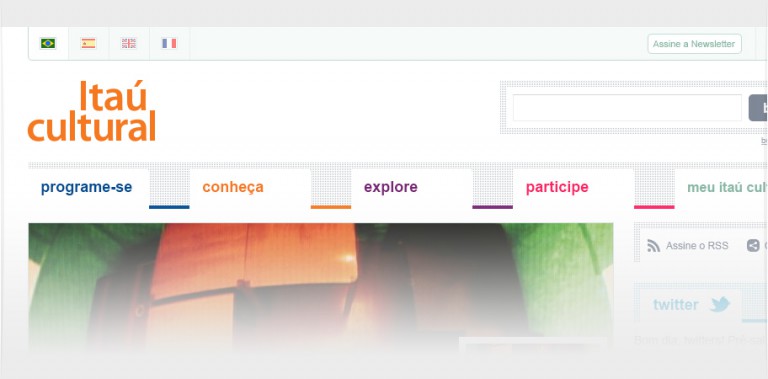 Assine a Newsletter
Itaú
cultural
programe-se
conheça
explore
participe
meu itaú cul
Assine o RSS
twitter